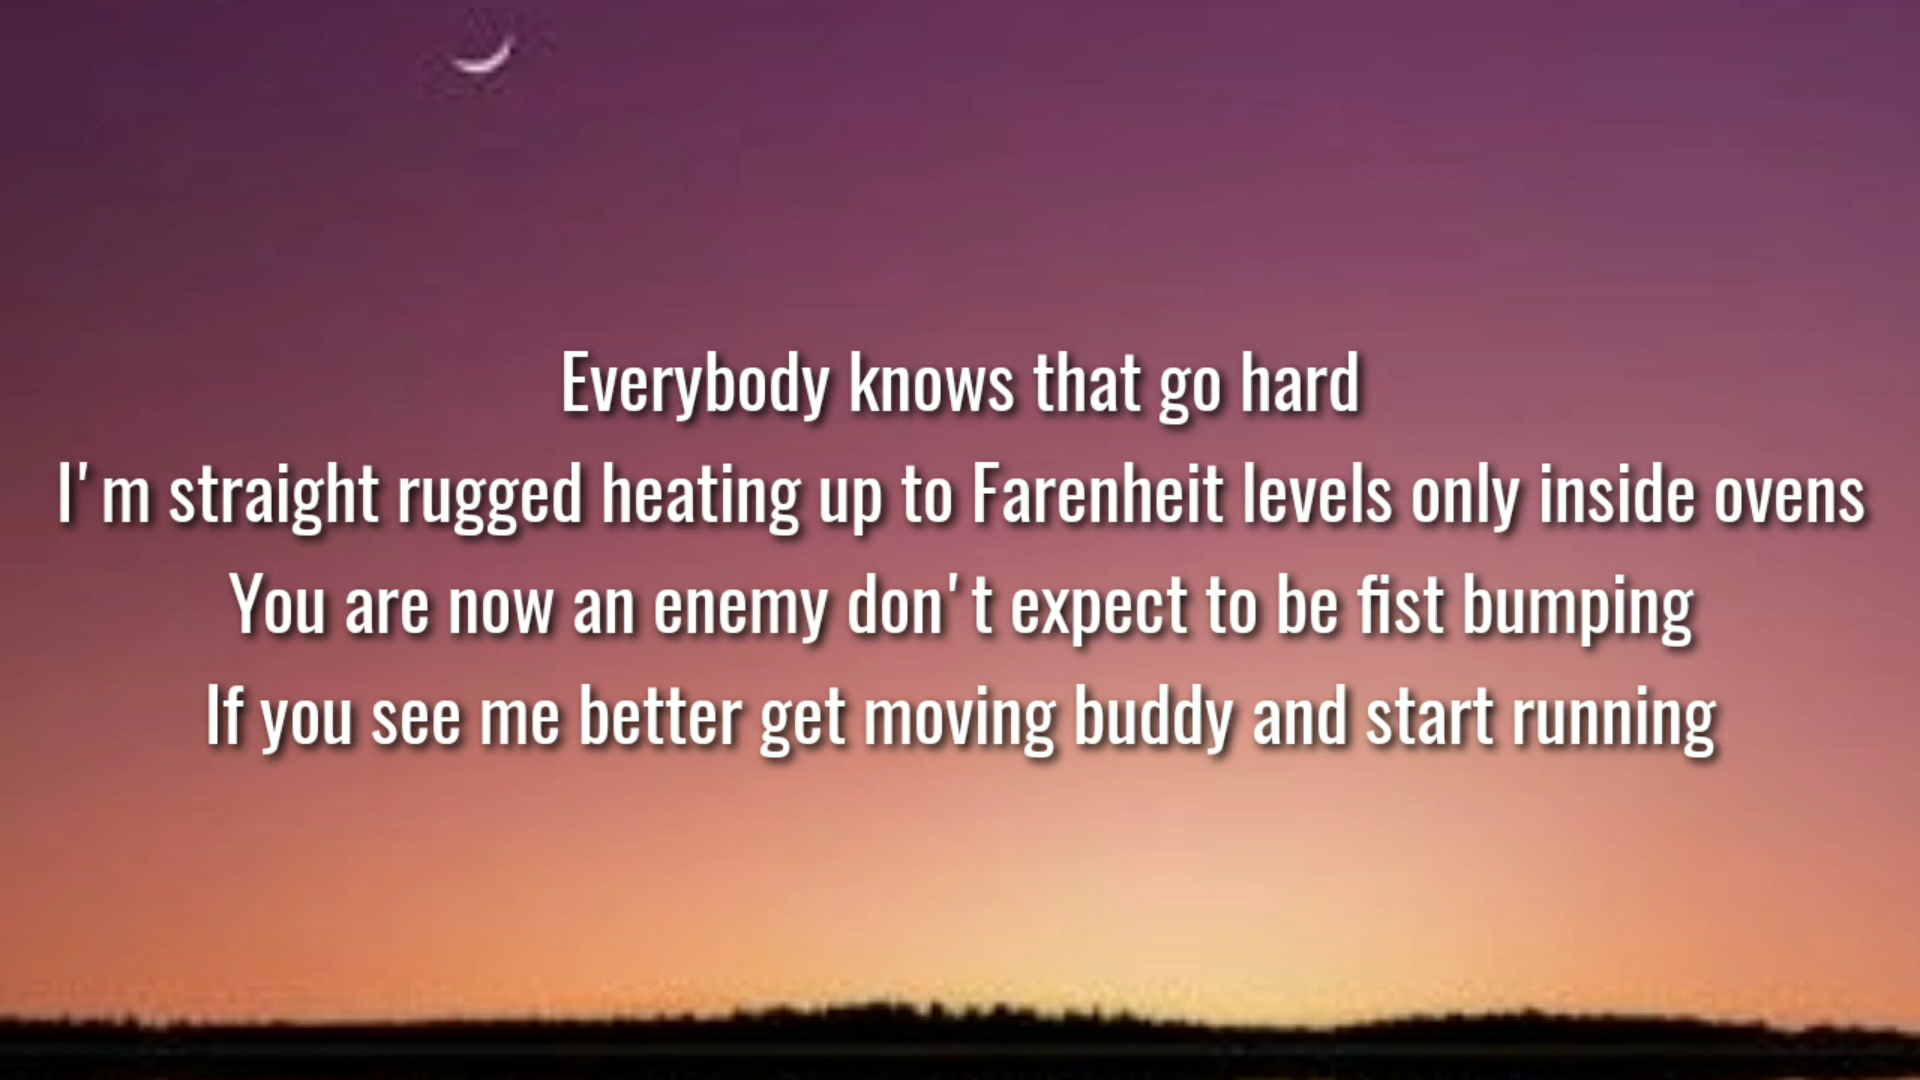 Everybody knows that go hard
I'm straight rugged heating up to Farenheit levels only inside ovens
You are now an enemy don't expect to be fist bumping
If you see me better get moving buddy and start running